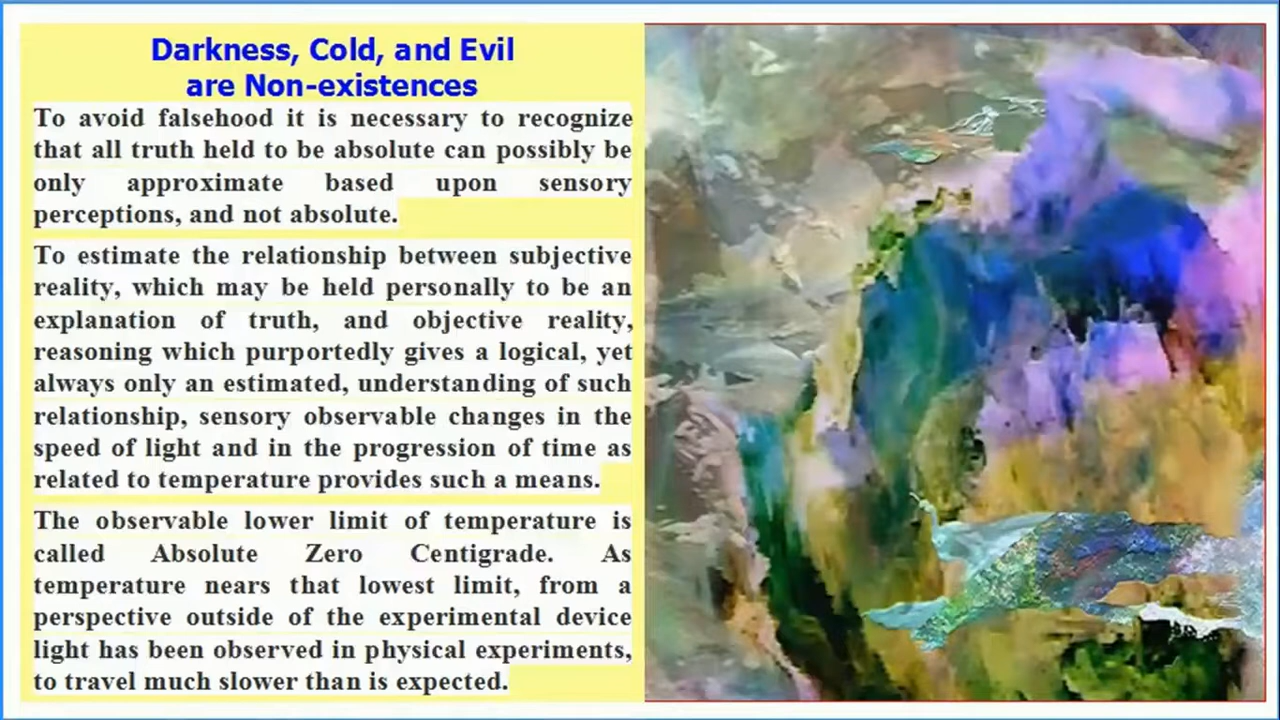 Darkness, Cold, and Evil
are Non-existences
To avoid falsehood it is necessary to recognize
that all truth held to be absolute can possibly be
only approximate based upon sensory
perceptions, and not absolute.
To estimate the relationship between subjective
reality, which may be held personally to be an
explanation of truth, and objective reality,
reasoning which purportedly gives a logical, yet
always only an estimated, understanding of such
relationship, sensory observable changes in the
speed of light and in the progression of time as
related to temperature provides such a means.
The observable lower limit of temperature is
called Absolute Zero Centigrade. As
temperature nears that lowest limit, from a
perspective outside of the experimental device
light has been observed in physical experiments,
to travel much slower than is expected.